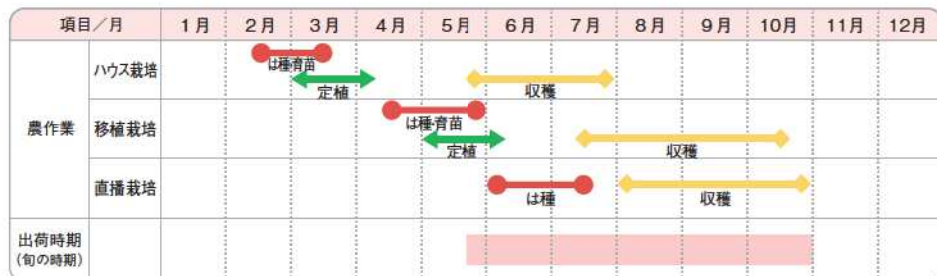 項目／月 1月 2月 3月 4月 5月 6月 7月 8月 9月 10月 11月 12月
農作業
ハウス栽培
は種·育苗
定植
収穫
移植栽培
は種·育苗
定植
収穫
直播栽培
は種
収穫
出荷時期
(旬の時期)